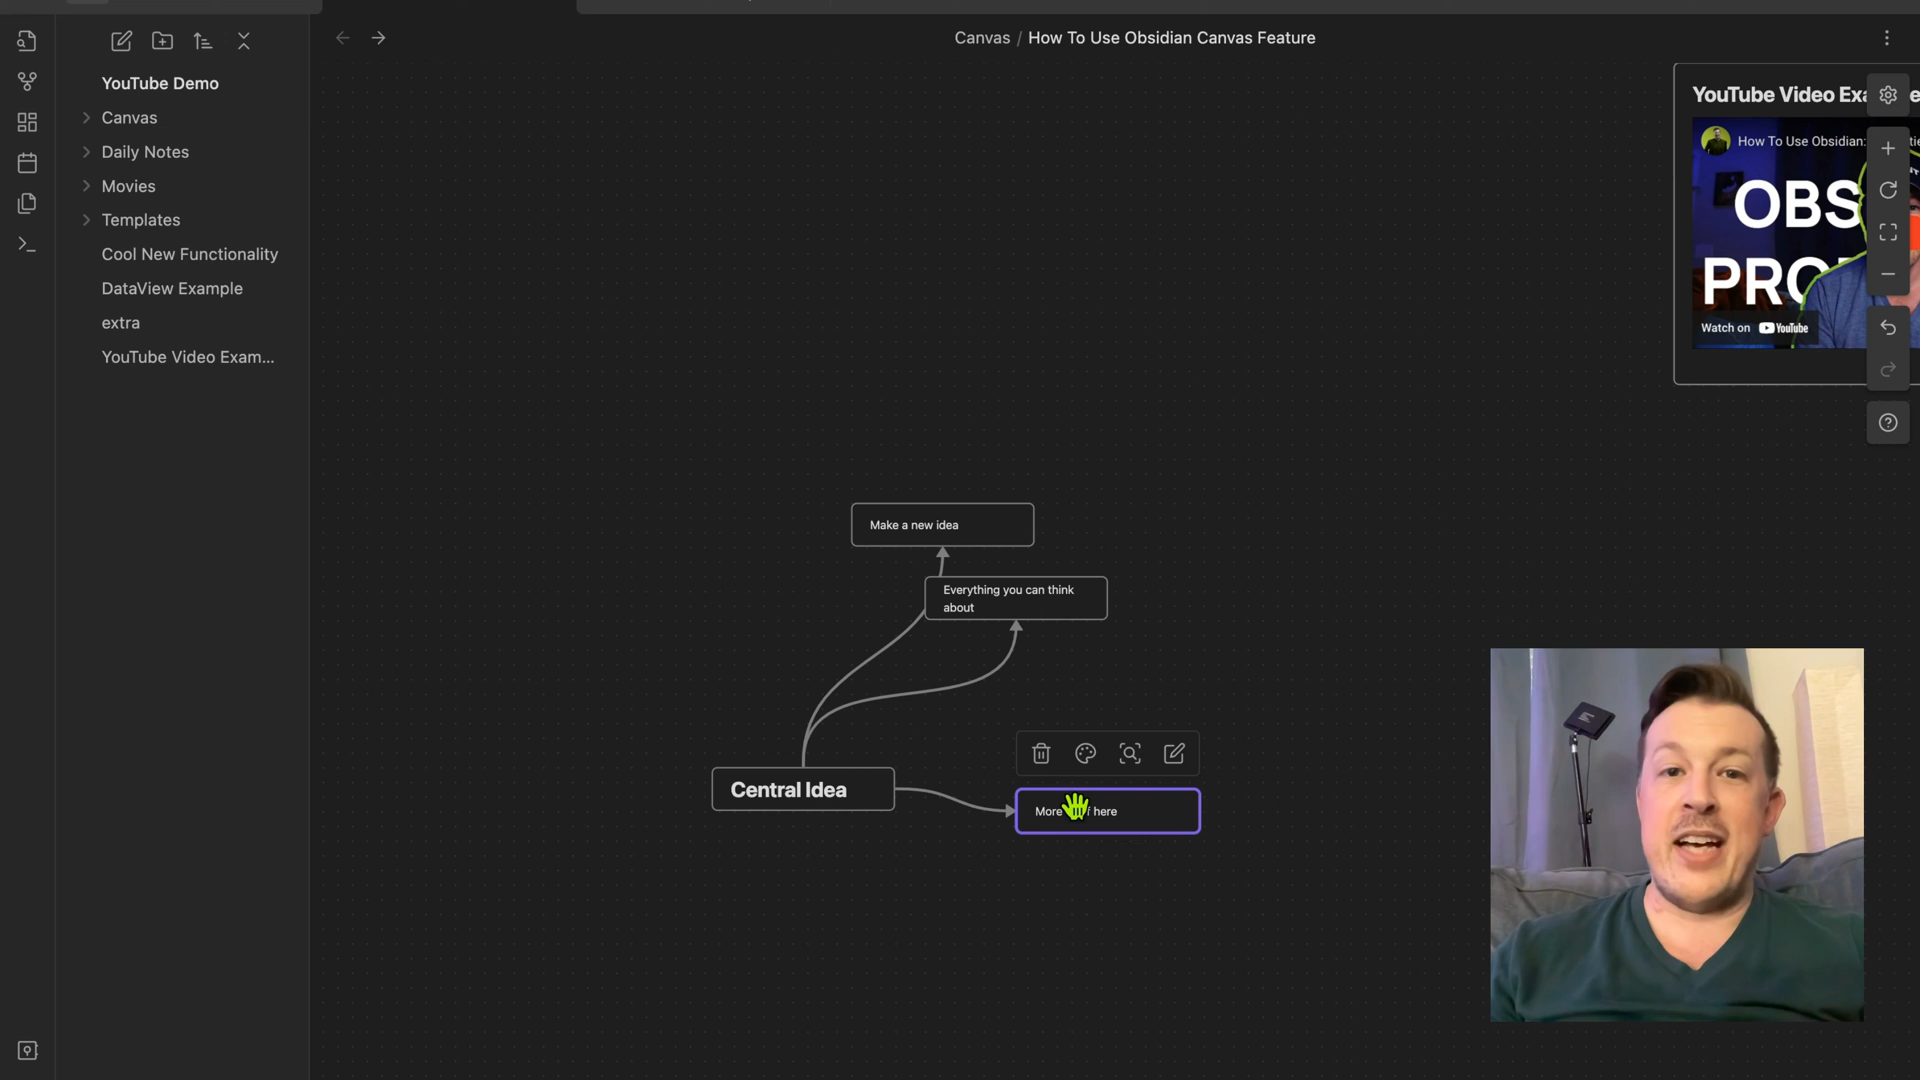 Canvas / How To Use Obsidian Canvas Feature
YouTube Demo
Canvas
Daily Notes
Movies
Templates
Cool New Functionality
DataView Example
extra
YouTube Video Exam...
YouTube Video Exa
How To Use Obsidian:
OBS
PRO
Watch on YouTube
Make a new idea
Everything you can think
about
Central Idea
More here